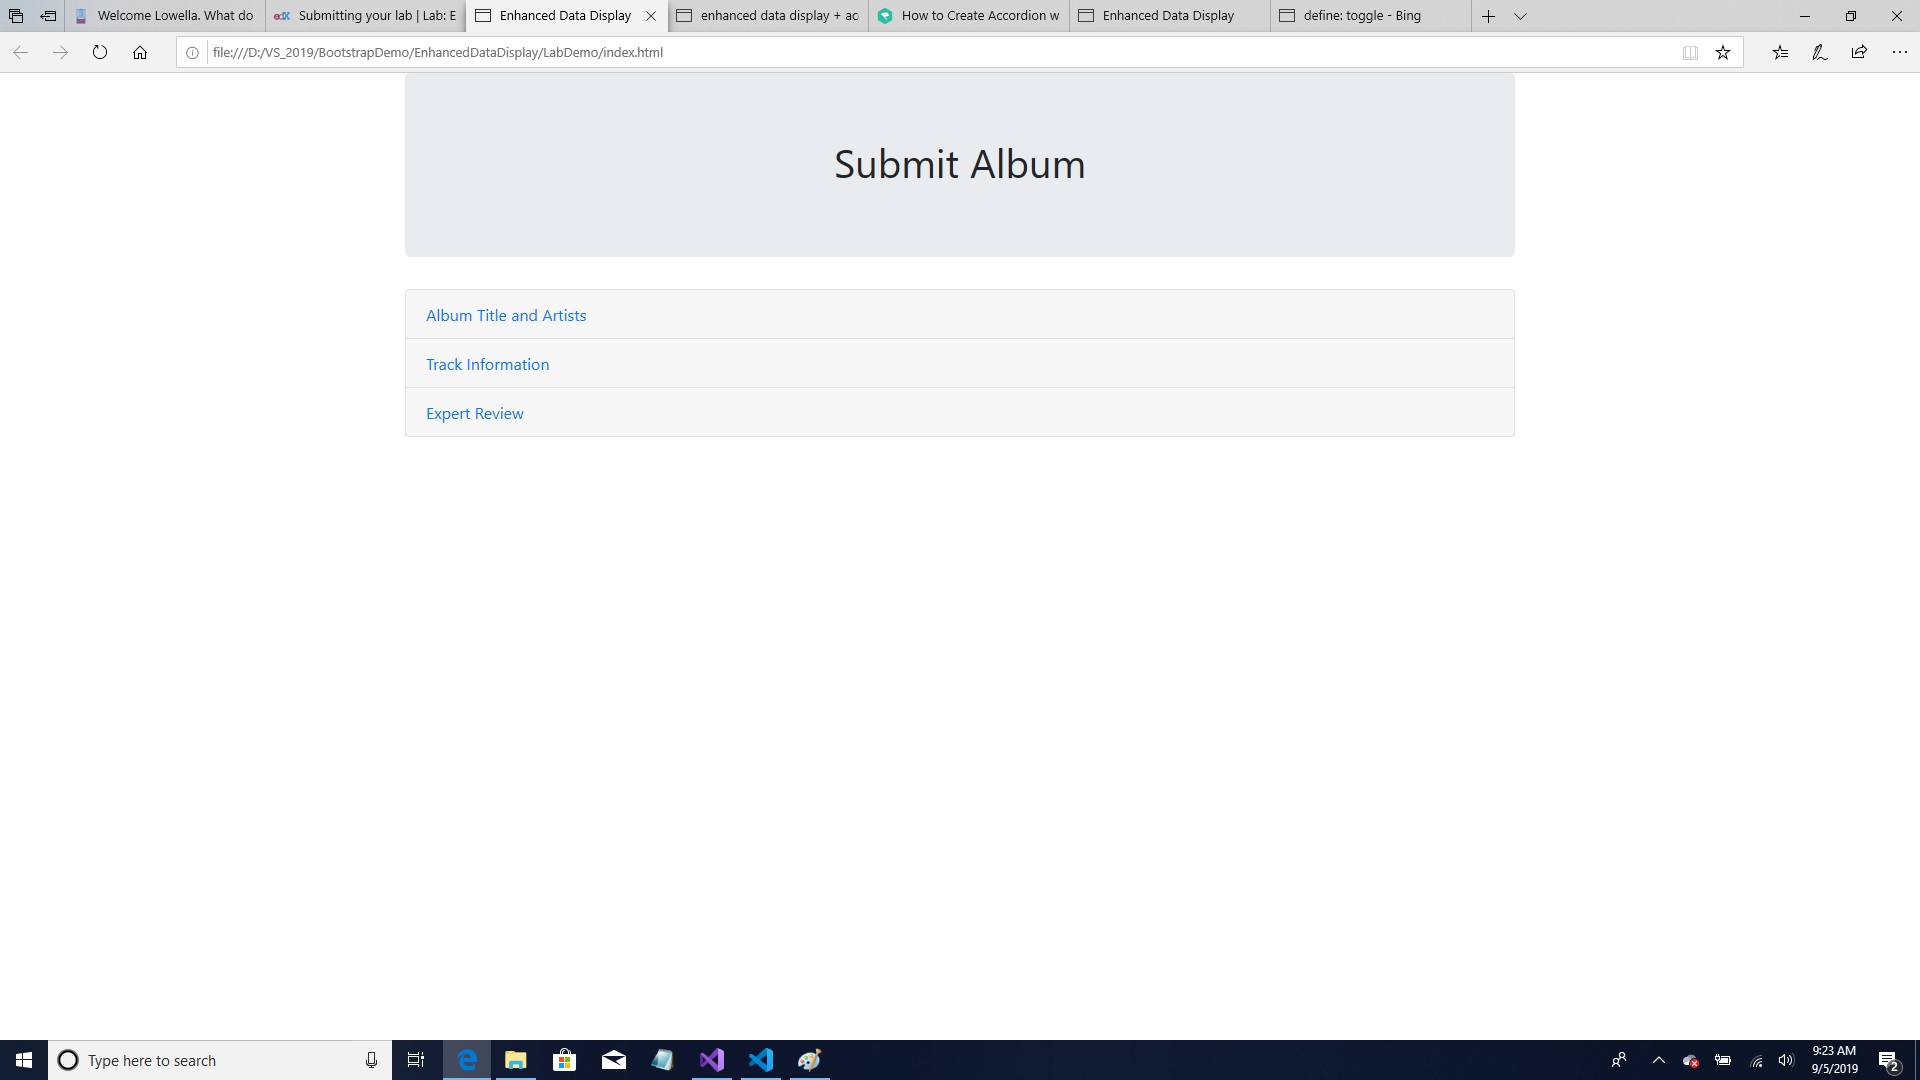 Welcome Lowella. What do
Submitting your lab | Lab: E
Enhanced Data Display
enhanced data display + ac
How to Create Accordion w
Enhanced Data Display
define: toggle - Bing
file:///D:/VS_2019/BootstrapDemo/EnhancedDataDisplay/LabDemo/index.html
Submit Album
Album Title and Artists
Track Information
Expert Review
Type here to search
9:23 AM
9/5/2019
2